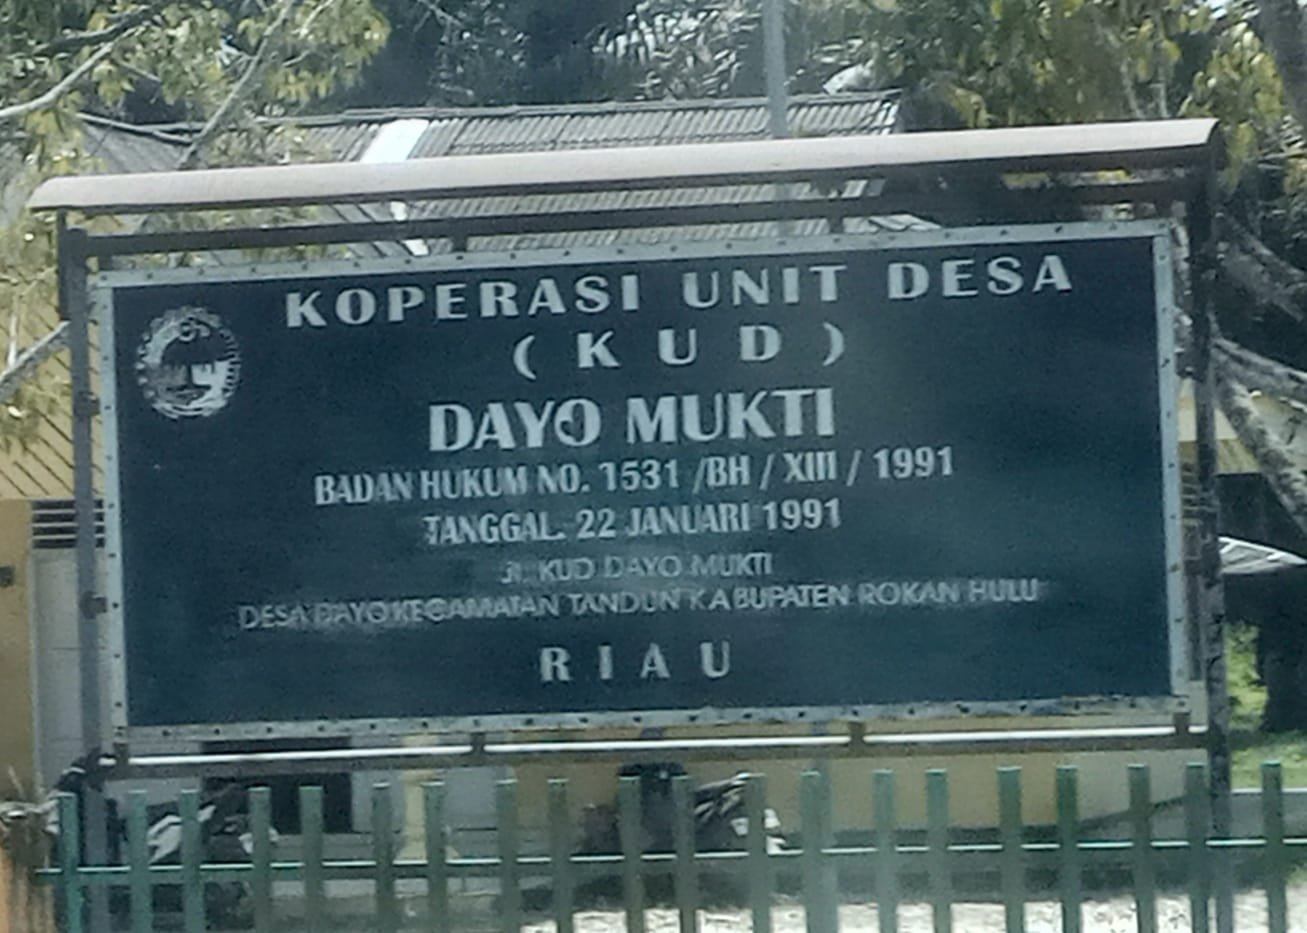 KOPERASI UNIT DESA
( K U D )
DAYO MUKTI
BADAN HUKUM NO. 1531 /BH / XIII / 1991
TANGGAL. 22 JANUARI 1991
JL. KUD DAYO MUKTI
DESA DAYO KECAMATAN TANDUN KABUPATEN ROKAN HULU
R I A U